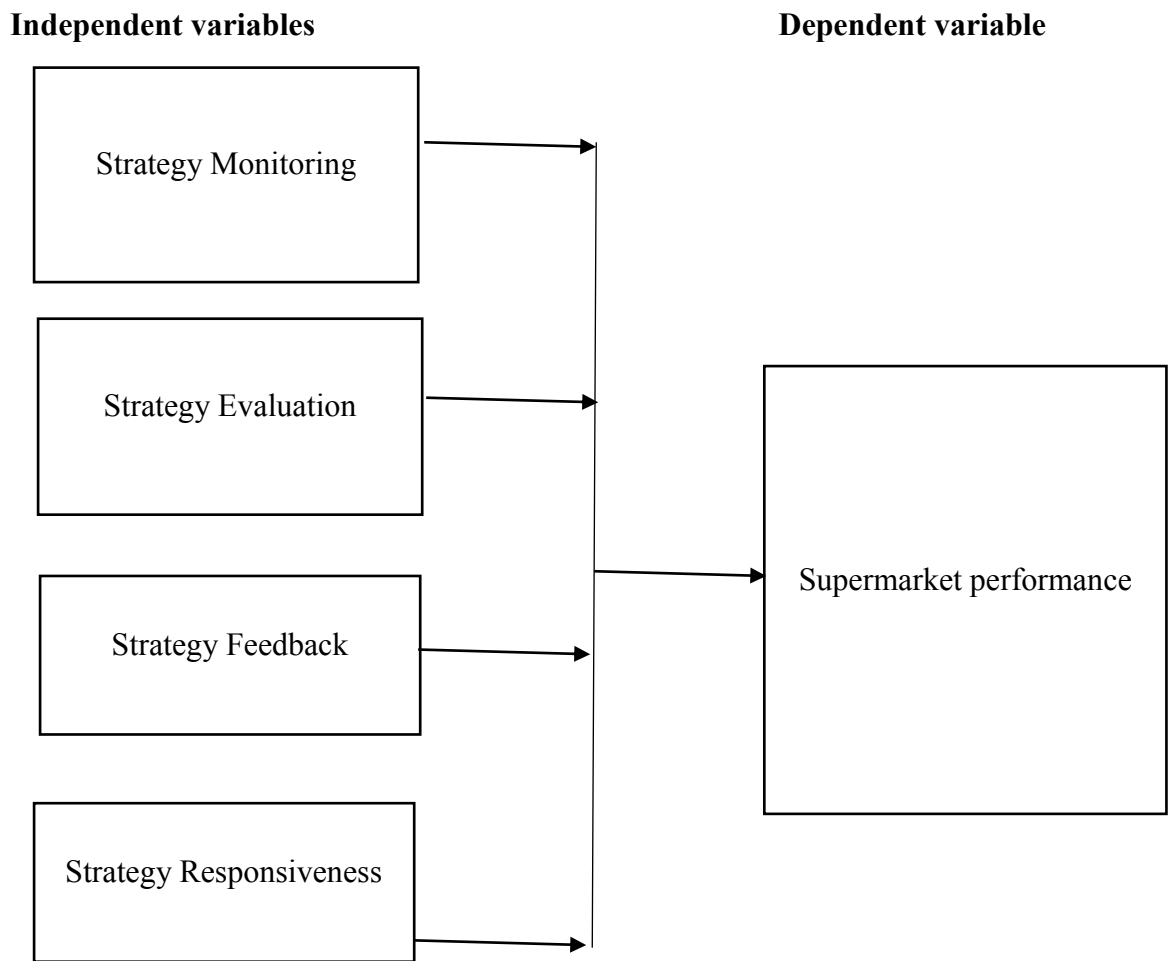 Independent variables
Dependent variable
Strategy Monitoring
Strategy Evaluation
Strategy Feedback
Strategy Responsiveness
Supermarket performance